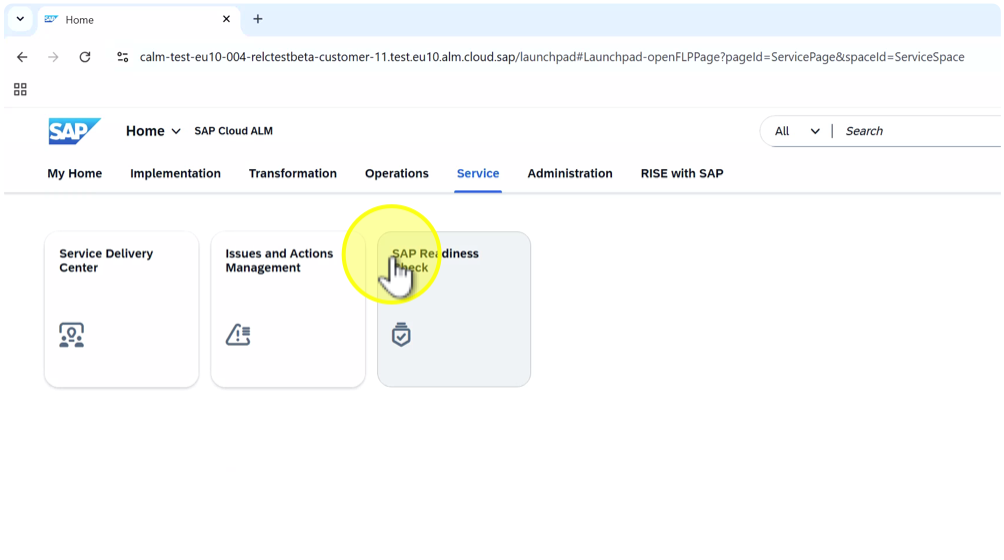 Home
calm-test-eu10-004-relctestbeta-customer-11.test.eu10.alm.cloud.sap/launchpad#Launchpad-openFLPPage?pageId=ServicePage&spaceId=ServiceSpace
SAP Home SAP Cloud ALM All Search
My Home Implementation Transformation Operations Service Administration RISE with SAP
Service Delivery
Center
Issues and Actions
Management
SAP Readiness
Check